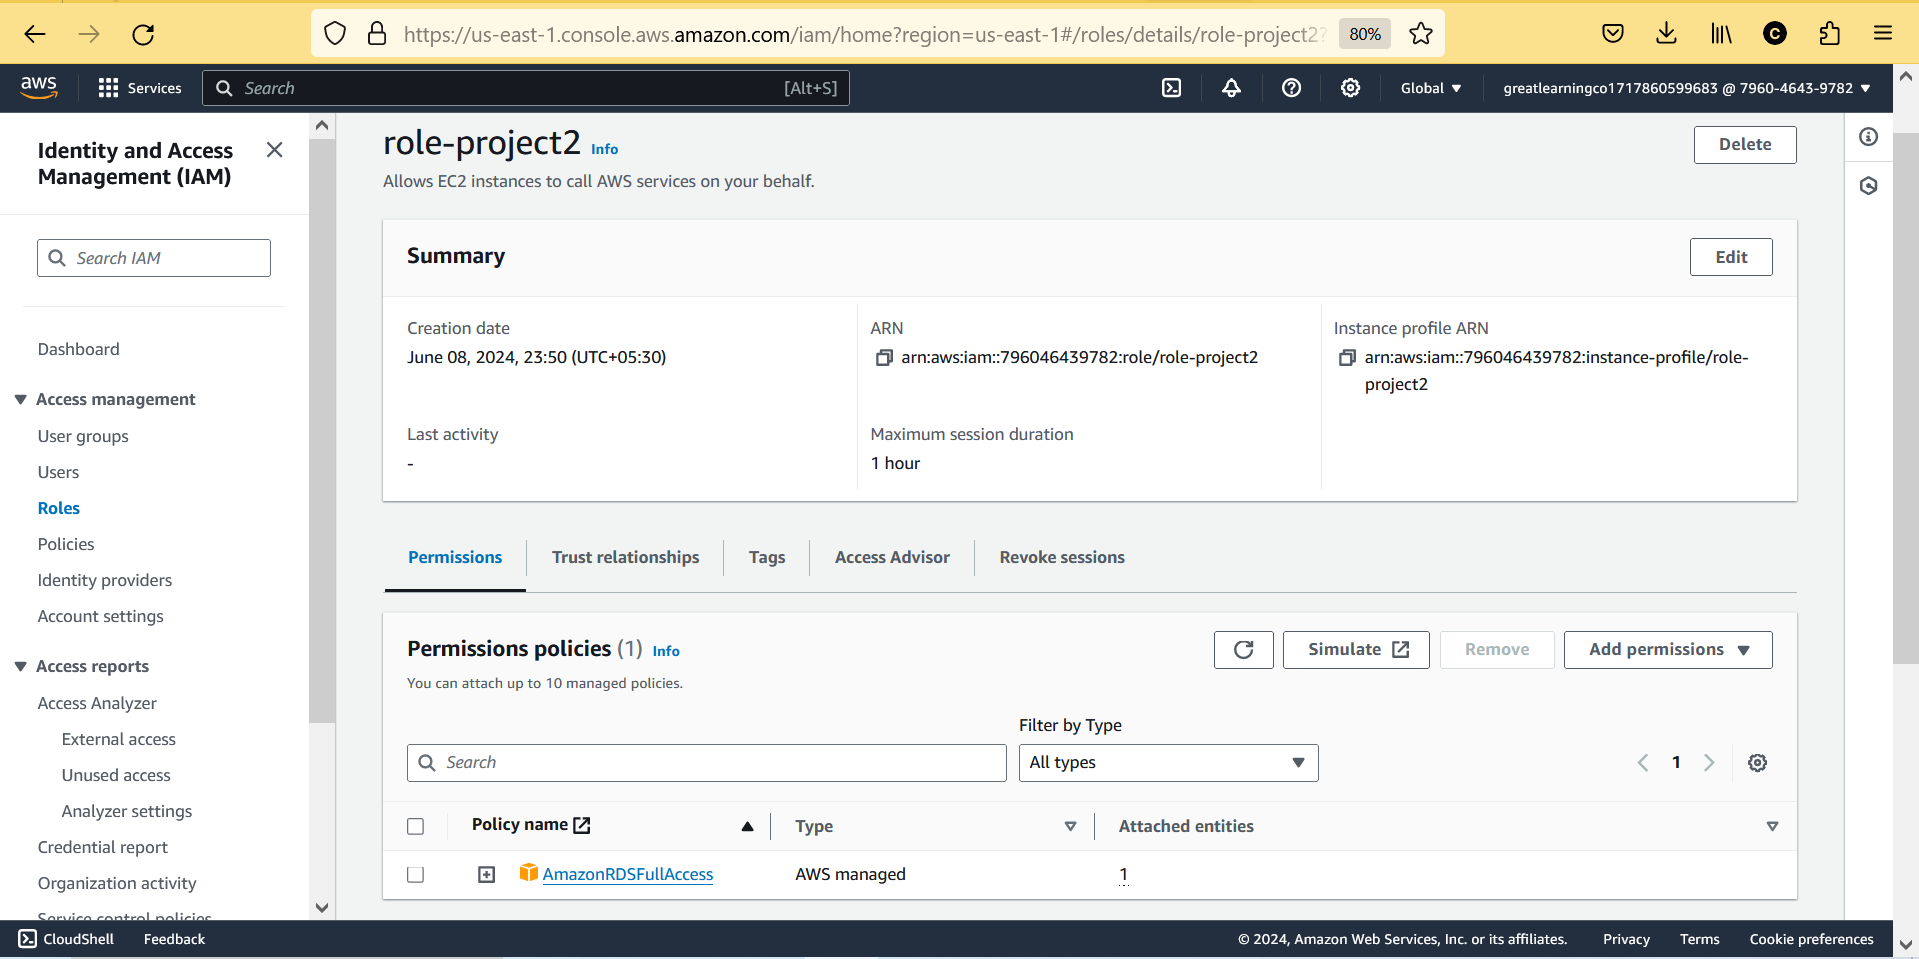 https://us-east-1.console.aws.amazon.com/iam/home?region=us-east-1#/roles/details/role-project2?
80%
aws
Services
Search
[Alt+S]
Global
greatlearningco1717860599683 @ 7960-4643-9782
Identity and Access
Management (IAM)
Search IAM
Dashboard
Access management
User groups
Users
Roles
Policies
Identity providers
Account settings
Access reports
Access Analyzer
External access
Unused access
Analyzer settings
Credential report
Organization activity
Service control policies
role-project2 Info
Delete
Allows EC2 instances to call AWS services on your behalf.
Summary
Edit
Creation date
June 08, 2024, 23:50 (UTC+05:30)
ARN
arn:aws:iam::796046439782:role/role-project2
Instance profile ARN
arn:aws:iam::796046439782:instance-profile/role-
project2
Last activity
-
Maximum session duration
1 hour
Permissions
Trust relationships
Tags
Access Advisor
Revoke sessions
Permissions policies (1) Info
Simulate
Remove
Add permissions
You can attach up to 10 managed policies.
Filter by Type
Search
All types
1
Policy name
Type
Attached entities
AmazonRDSFullAccess
AWS managed
1
CloudShell
Feedback
© 2024, Amazon Web Services, Inc. or its affiliates.
Privacy
Terms
Cookie preferences